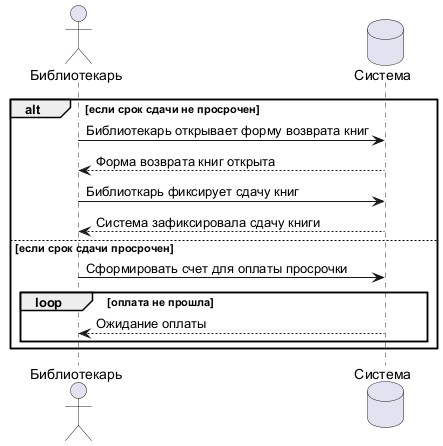 Библиотекарь
Система
alt
[если срок сдачи не просрочен]
Библиотекарь открывает форму возврата книг
Форма возврата книг открыта
Библиоткарь фиксирует сдачу книг
Система зафиксировала сдачу книги
[если срок сдачи просрочен]
Сформировать счет для оплаты просрочки
loop
[оплата не прошла]
Ожидание оплаты
Библиотекарь
Система